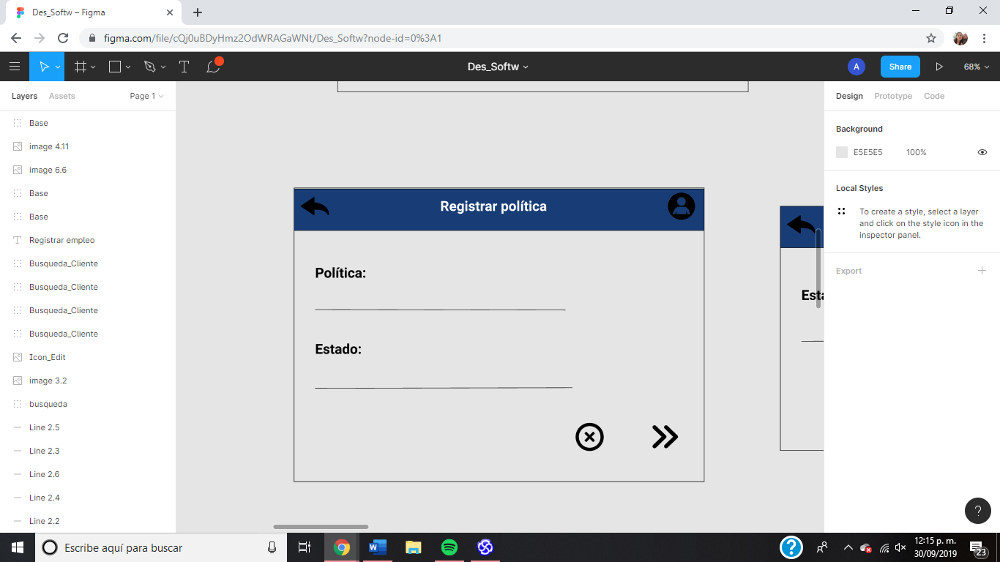 Des_Softw – Figma
figma.com/file/cQj0uBDyHmz2OdWRAGaWNt/Des_Softw?node-id=0%3A1
Des_Softw
A
Share
68%
Layers
Assets
Page 1
Base
image 4.11
image 6.6
Base
Base
Registrar empleo
Busqueda_Cliente
Busqueda_Cliente
Busqueda_Cliente
Busqueda_Cliente
Icon_Edit
image 3.2
busqueda
Line 2.5
Line 2.3
Line 2.6
Line 2.4
Line 2.2
Registrar política
Política:
Estado:
Esta
Design
Prototype
Code
Background
E5E5E5
100%
Local Styles
To create a style, select a layer
and click on the style icon in the
inspector panel.
Export
?
Escribe aquí para buscar
12:15 p. m.
30/09/2019
23